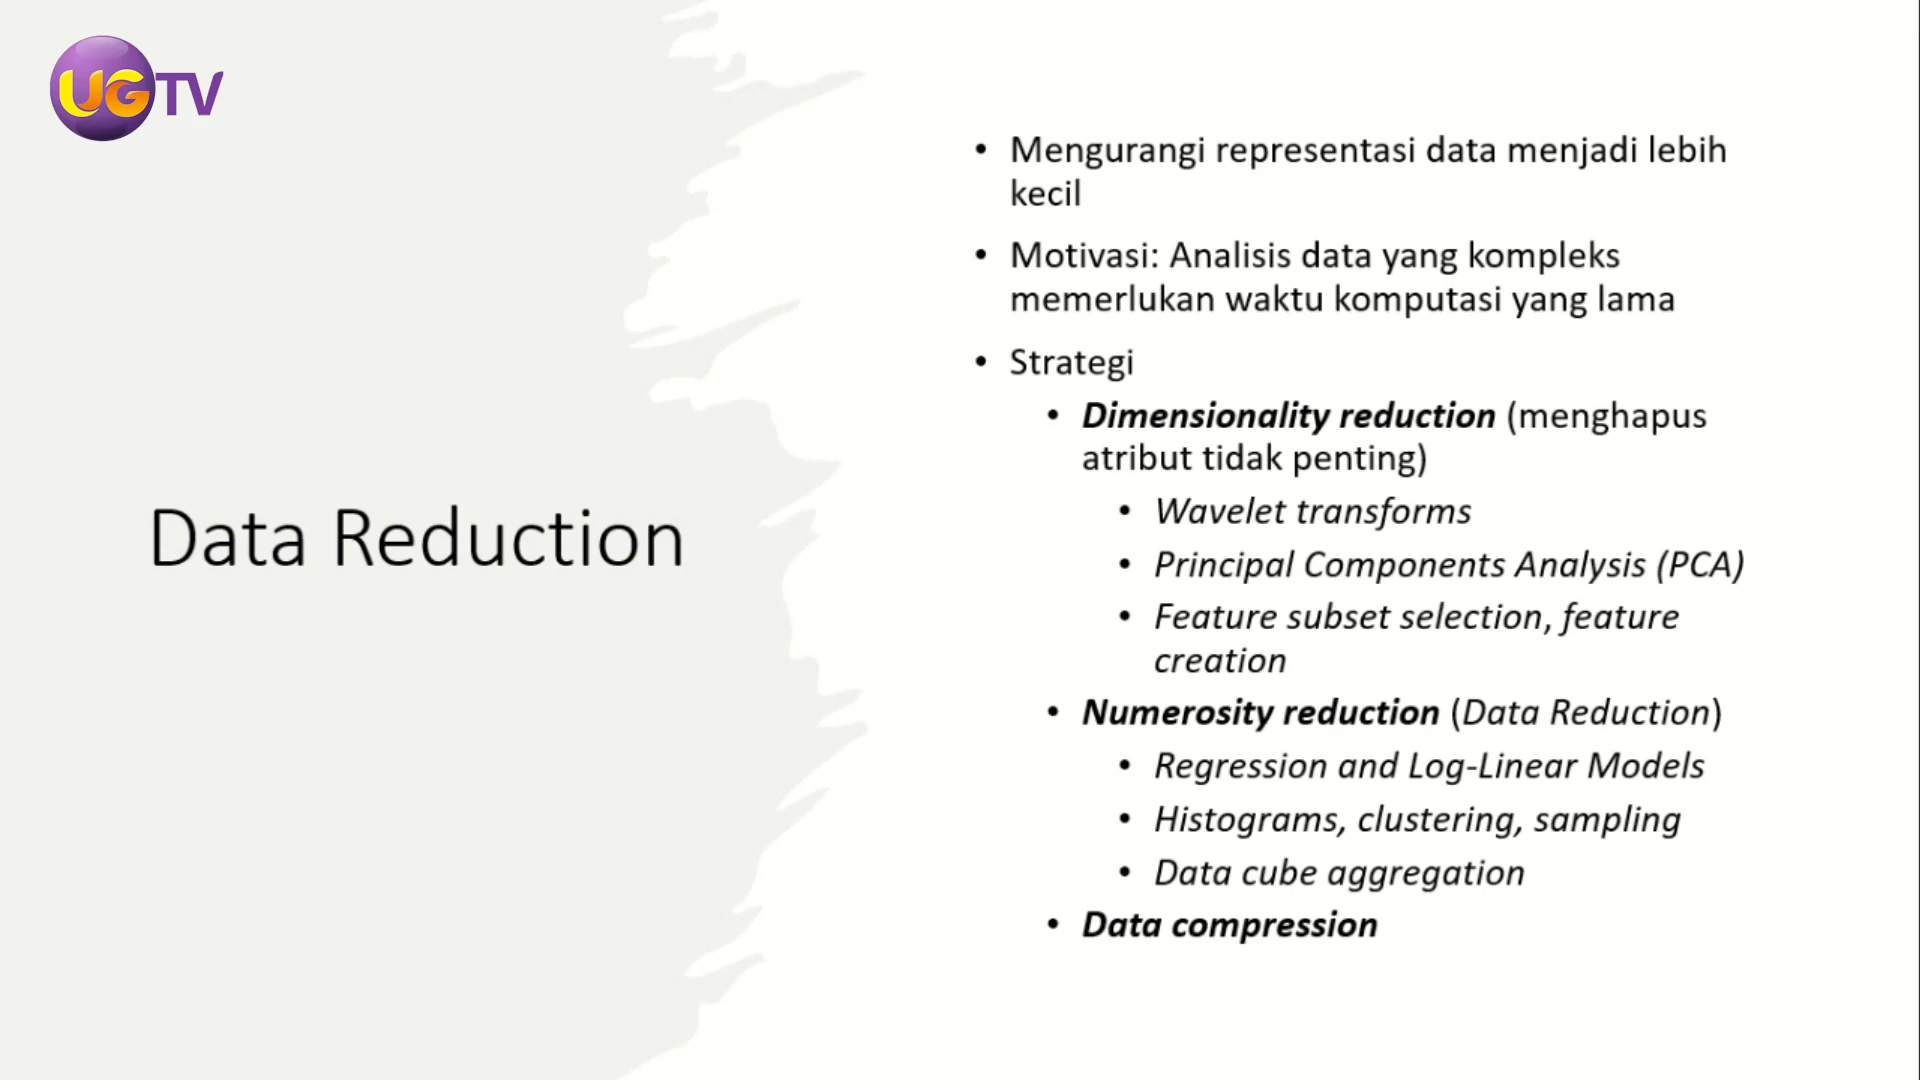 UGTV
Data Reduction
• Mengurangi representasi data menjadi lebih
kecil
• Motivasi: Analisis data yang kompleks
memerlukan waktu komputasi yang lama
• Strategi
• Dimensionality reduction (menghapus
atribut tidak penting)
• Wavelet transforms
• Principal Components Analysis (PCA)
• Feature subset selection, feature
creation
• Numerosity reduction (Data Reduction)
• Regression and Log-Linear Models
• Histograms, clustering, sampling
• Data cube aggregation
• Data compression